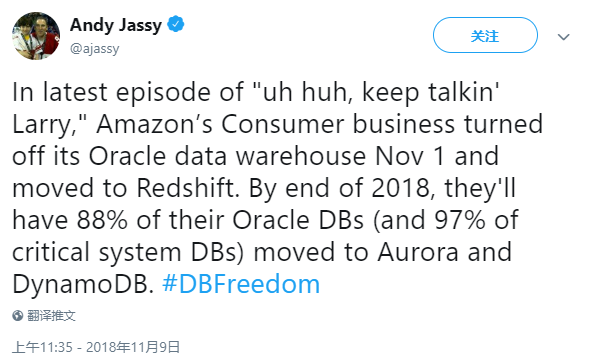 Andy Jassy
@ajassy
关注
In latest episode of "uh huh, keep talkin'
Larry," Amazon’s Consumer business turned
off its Oracle data warehouse Nov 1 and
moved to Redshift. By end of 2018, they'll
have 88% of their Oracle DBs (and 97% of
critical system DBs) moved to Aurora and
DynamoDB. #DBFreedom
翻译推文
上午11:35 - 2018年11月9日